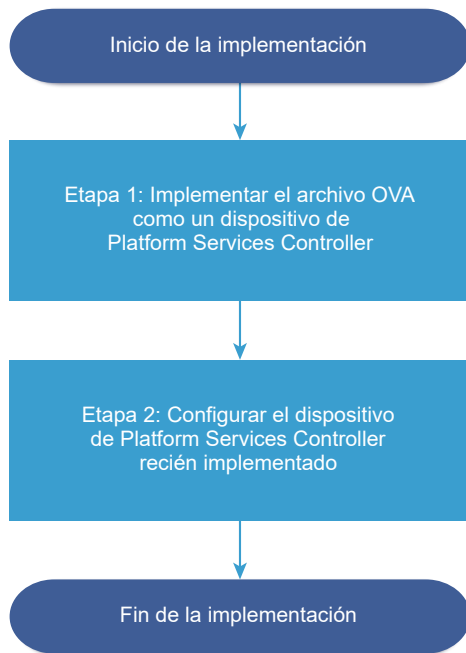 Inicio de la implementación
Etapa 1: Implementar el archivo OVA
como un dispositivo de
Platform Services Controller
Etapa 2: Configurar el dispositivo
de Platform Services Controller
recién implementado
Fin de la implementación